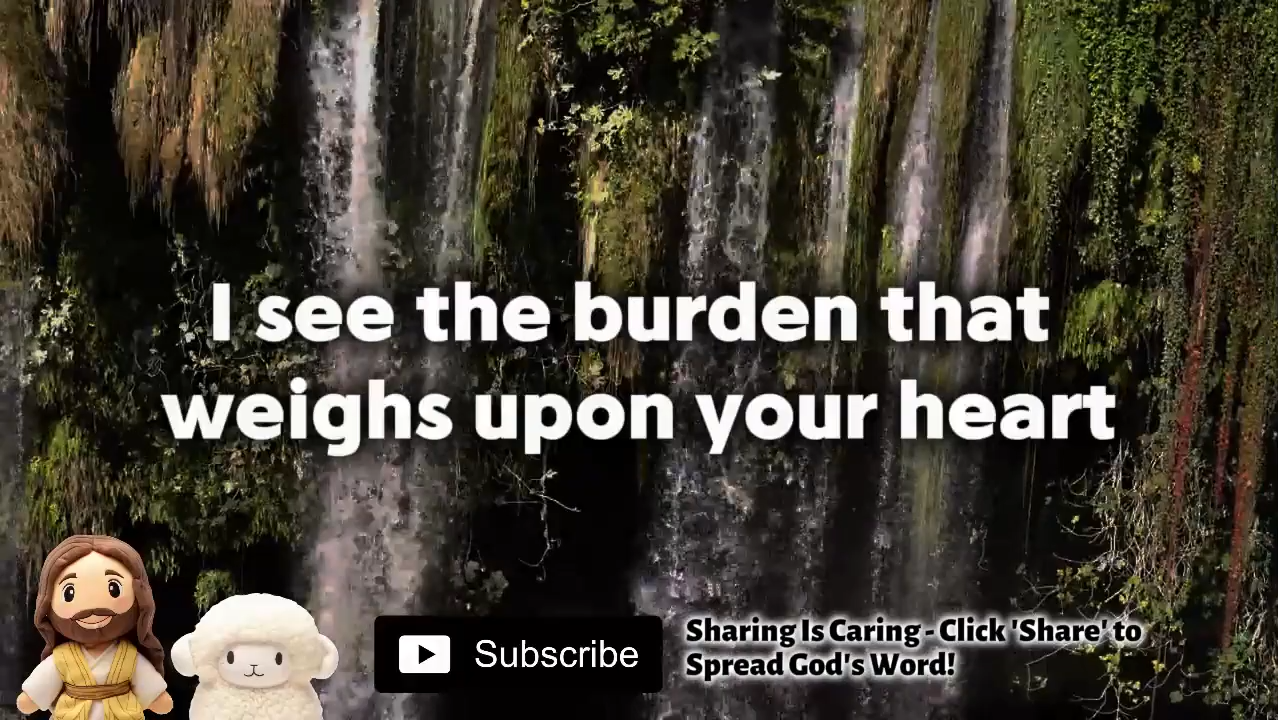 I see the burden that
weighs upon your heart
Subscribe
Sharing Is Caring - Click 'Share' to
Spread God's Word!